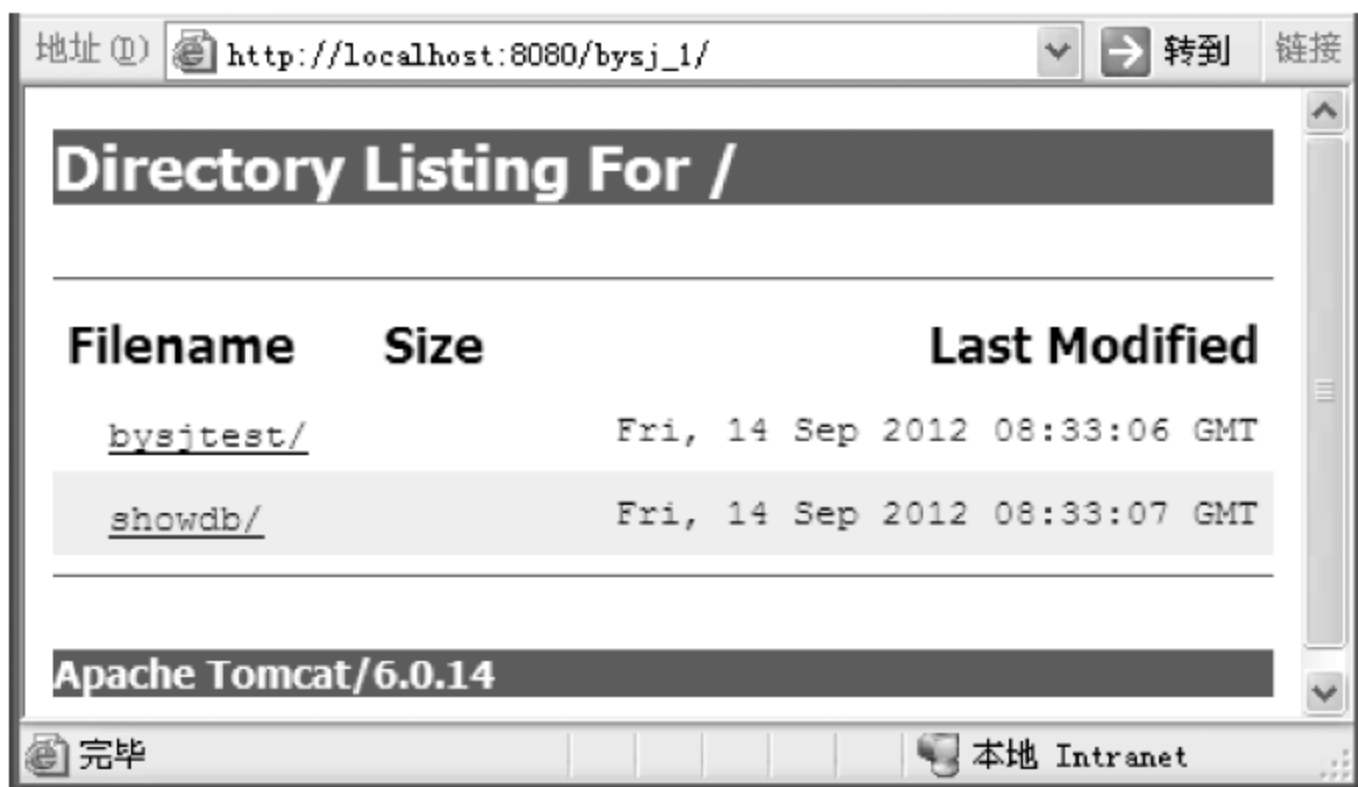 地址(D) http://localhost:8080/bysj_1/ 转到 链接
Directory Listing For /
Filename Size Last Modified
bysjtest/ Fri, 14 Sep 2012 08:33:06 GMT
showdb/ Fri, 14 Sep 2012 08:33:07 GMT
Apache Tomcat/6.0.14
完毕 本地 Intranet